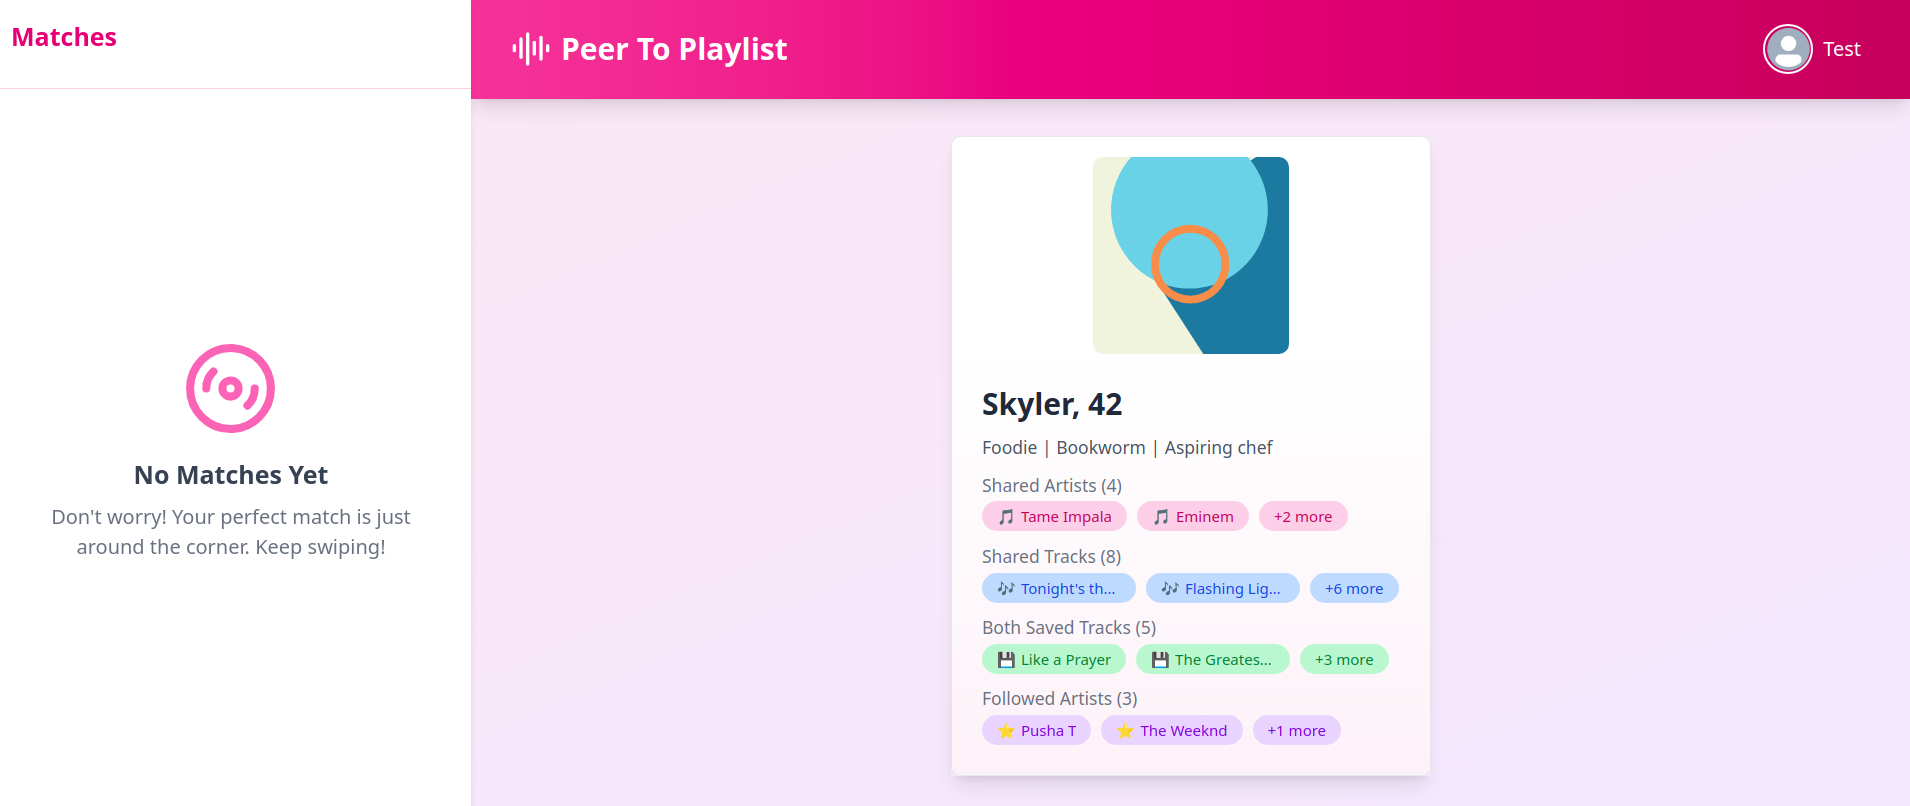 Matches
Peer To Playlist
Test
No Matches Yet
Don't worry! Your perfect match is just
around the corner. Keep swiping!
Skyler, 42
Foodie | Bookworm | Aspiring chef
Shared Artists (4)
🎵 Tame Impala 🎵 Eminem +2 more
Shared Tracks (8)
🎶 Tonight's th... 🎶 Flashing Lig... +6 more
Both Saved Tracks (5)
💾 Like a Prayer 💾 The Greates... +3 more
Followed Artists (3)
⭐ Pusha T ⭐ The Weeknd +1 more